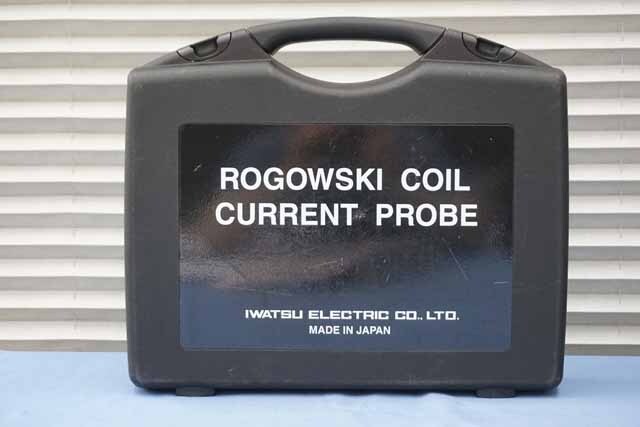 ROGOWSKI COIL
CURRENT PROBE
IWATSU ELECTRIC CO., LTD.
MADE IN JAPAN